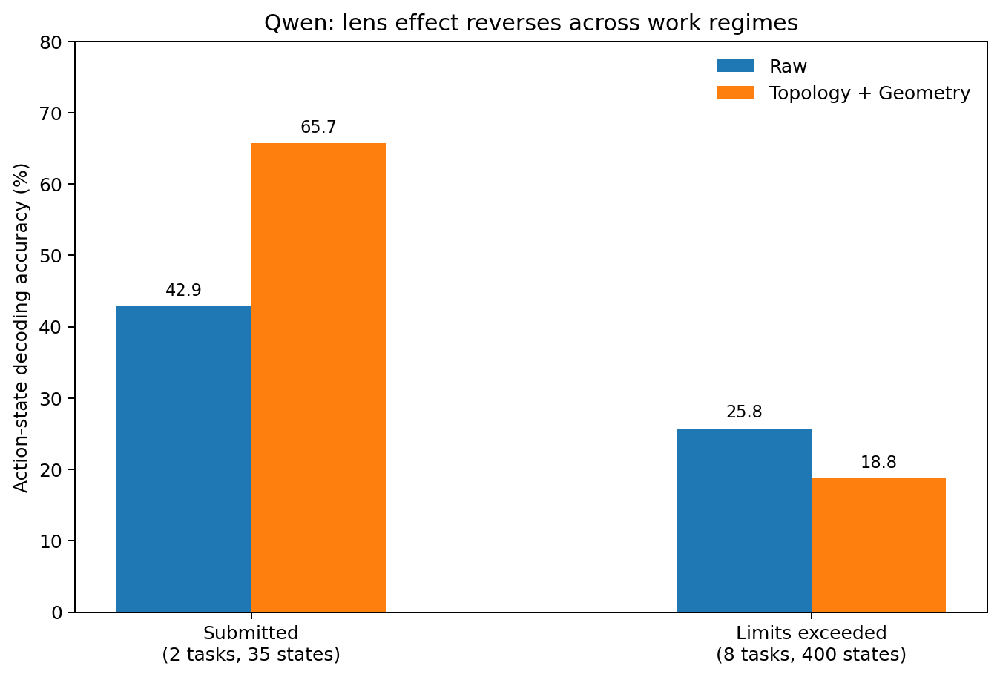 Qwen: lens effect reverses across work regimes
Raw
Topology + Geometry
Action-state decoding accuracy (%)
80
70
60
50
40
30
20
10
0
42.9
65.7
25.8
18.8
Submitted
(2 tasks, 35 states)
Limits exceeded
(8 tasks, 400 states)